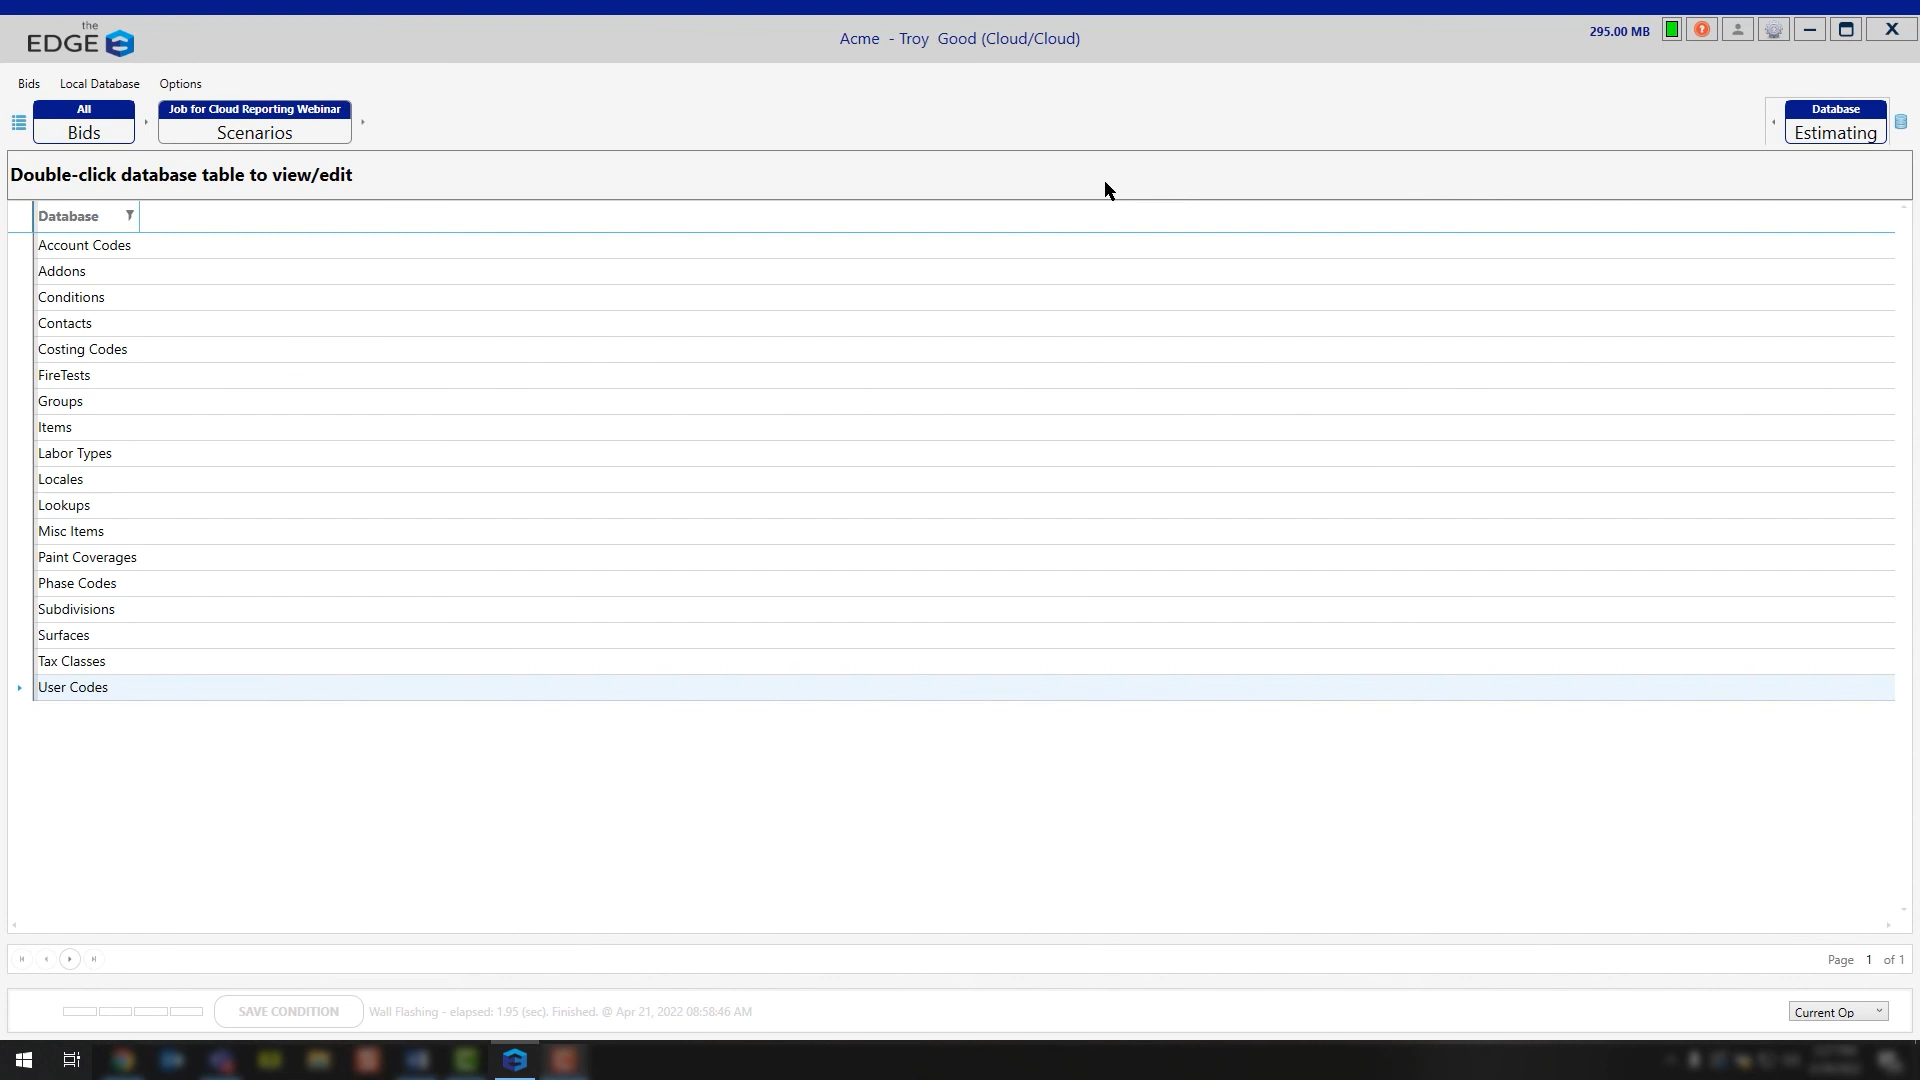 the
EDGE
Acme - Troy Good (Cloud/Cloud)
295.00 MB
Bids Local Database Options
All
Bids
Job for Cloud Reporting Webinar
Scenarios
Database
Estimating
Double-click database table to view/edit
Database
Account Codes
Addons
Conditions
Contacts
Costing Codes
FireTests
Groups
Items
Labor Types
Locales
Lookups
Misc Items
Paint Coverages
Phase Codes
Subdivisions
Surfaces
Tax Classes
User Codes
Page 1 of 1
SAVE CONDITION
Wall Flashing - elapsed: 1.95 (sec). Finished. @ Apr 21, 2022 08:58:46 AM
Current Op